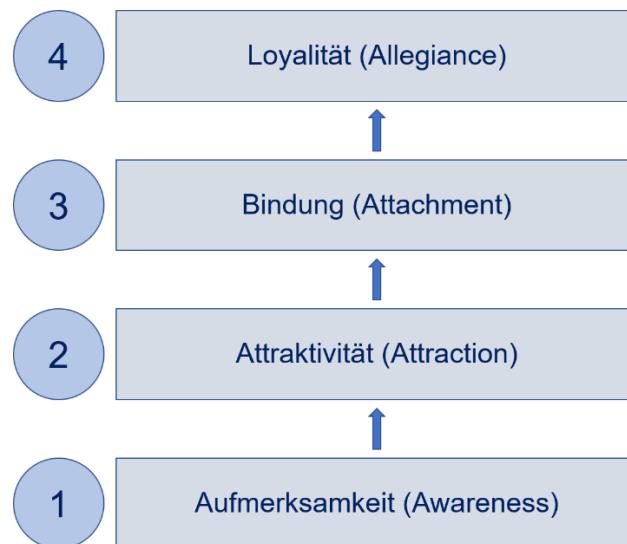 4
Loyalität (Allegiance)
3
Bindung (Attachment)
2
Attraktivität (Attraction)
1
Aufmerksamkeit (Awareness)